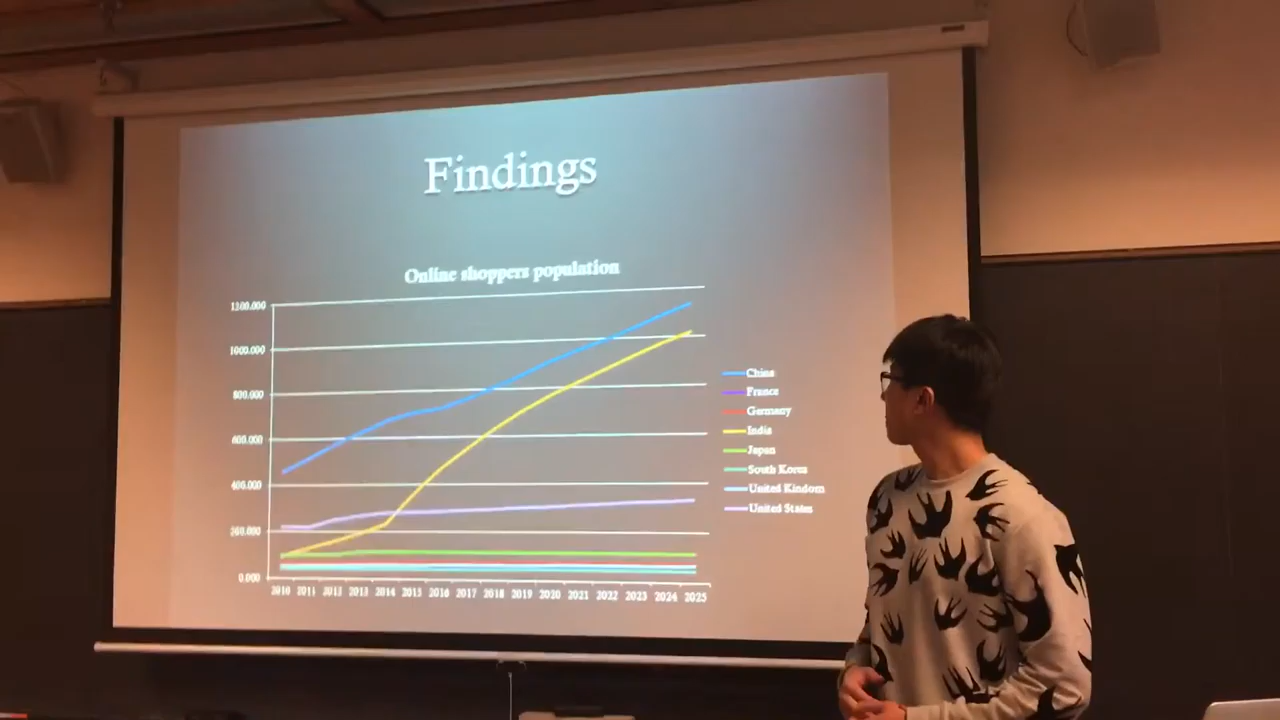 Findings
Online shoppers population
1200.000
1000.000
800.000
600.000
400.000
200.000
0.000
2010 2011 2012 2013 2014 2015 2016 2017 2018 2019 2020 2021 2022 2023 2024 2025
China
France
Germany
India
Japan
South Korea
United Kindom
United States